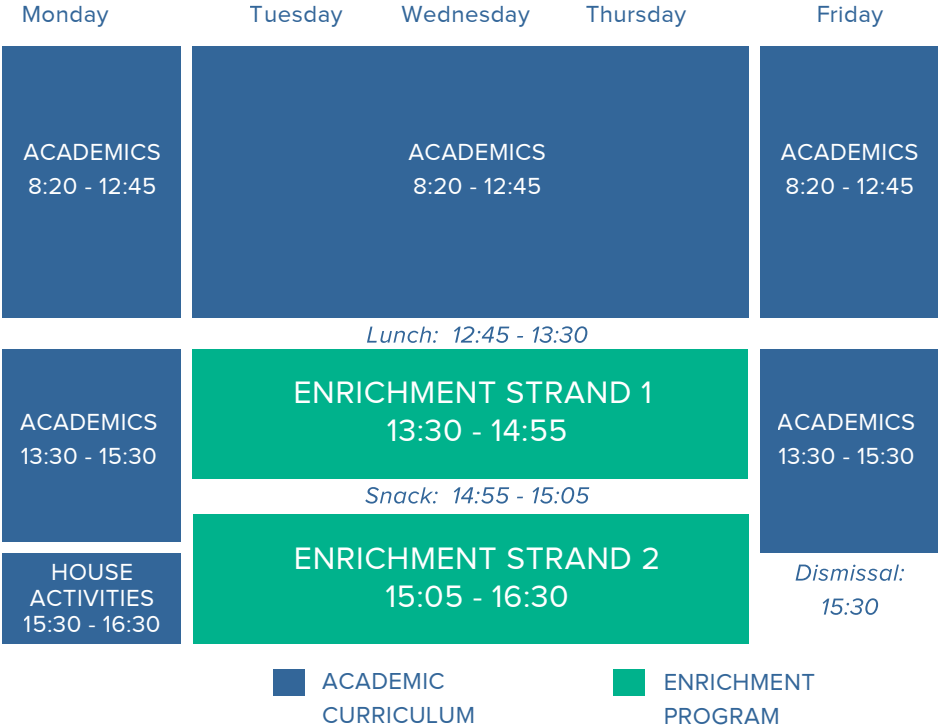 Monday Tuesday Wednesday Thursday Friday
ACADEMICS
8:20 - 12:45
ACADEMICS
8:20 - 12:45
ACADEMICS
8:20 - 12:45
Lunch: 12:45 - 13:30
ACADEMICS
13:30 - 15:30
ENRICHMENT STRAND 1
13:30 - 14:55
ACADEMICS
13:30 - 15:30
Snack: 14:55 - 15:05
HOUSE
ACTIVITIES
15:30 - 16:30
ENRICHMENT STRAND 2
15:05 - 16:30
Dismissal:
15:30
ACADEMIC
CURRICULUM
ENRICHMENT
PROGRAM